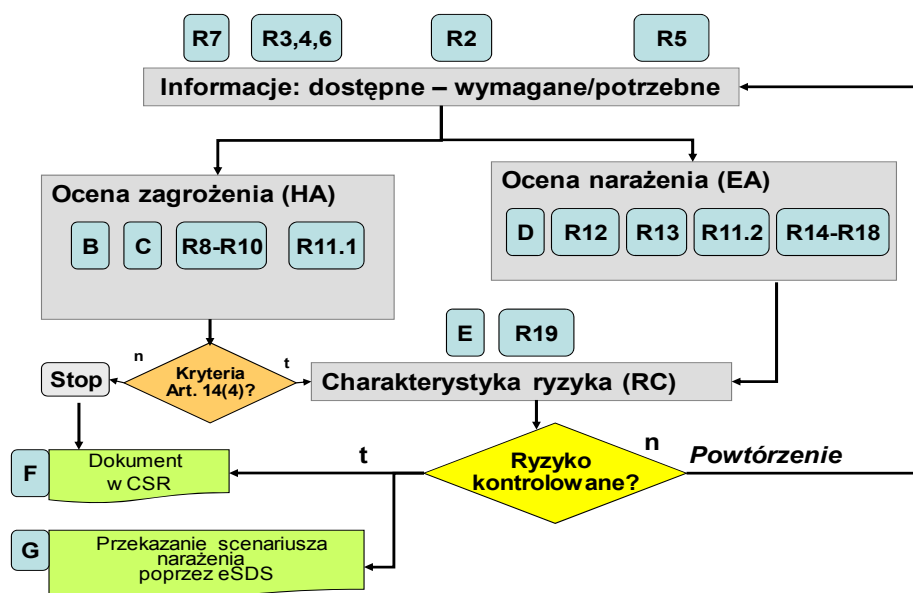 R7
R3,4,6
R2
R5
Informacje: dostępne – wymagane/potrzebne
Ocena zagrożenia (HA)
B
C
R8-R10
R11.1
Ocena narażenia (EA)
D
R12
R13
R11.2
R14-R18
E
R19
n
Kryteria
Art. 14(4)?
t
Stop
Charakterystyka ryzyka (RC)
F
Dokument
w CSR
t
Ryzyko
kontrolowane?
n
Powtórzenie
G
Przekazanie scenariusza
narażenia
poprzez eSDS